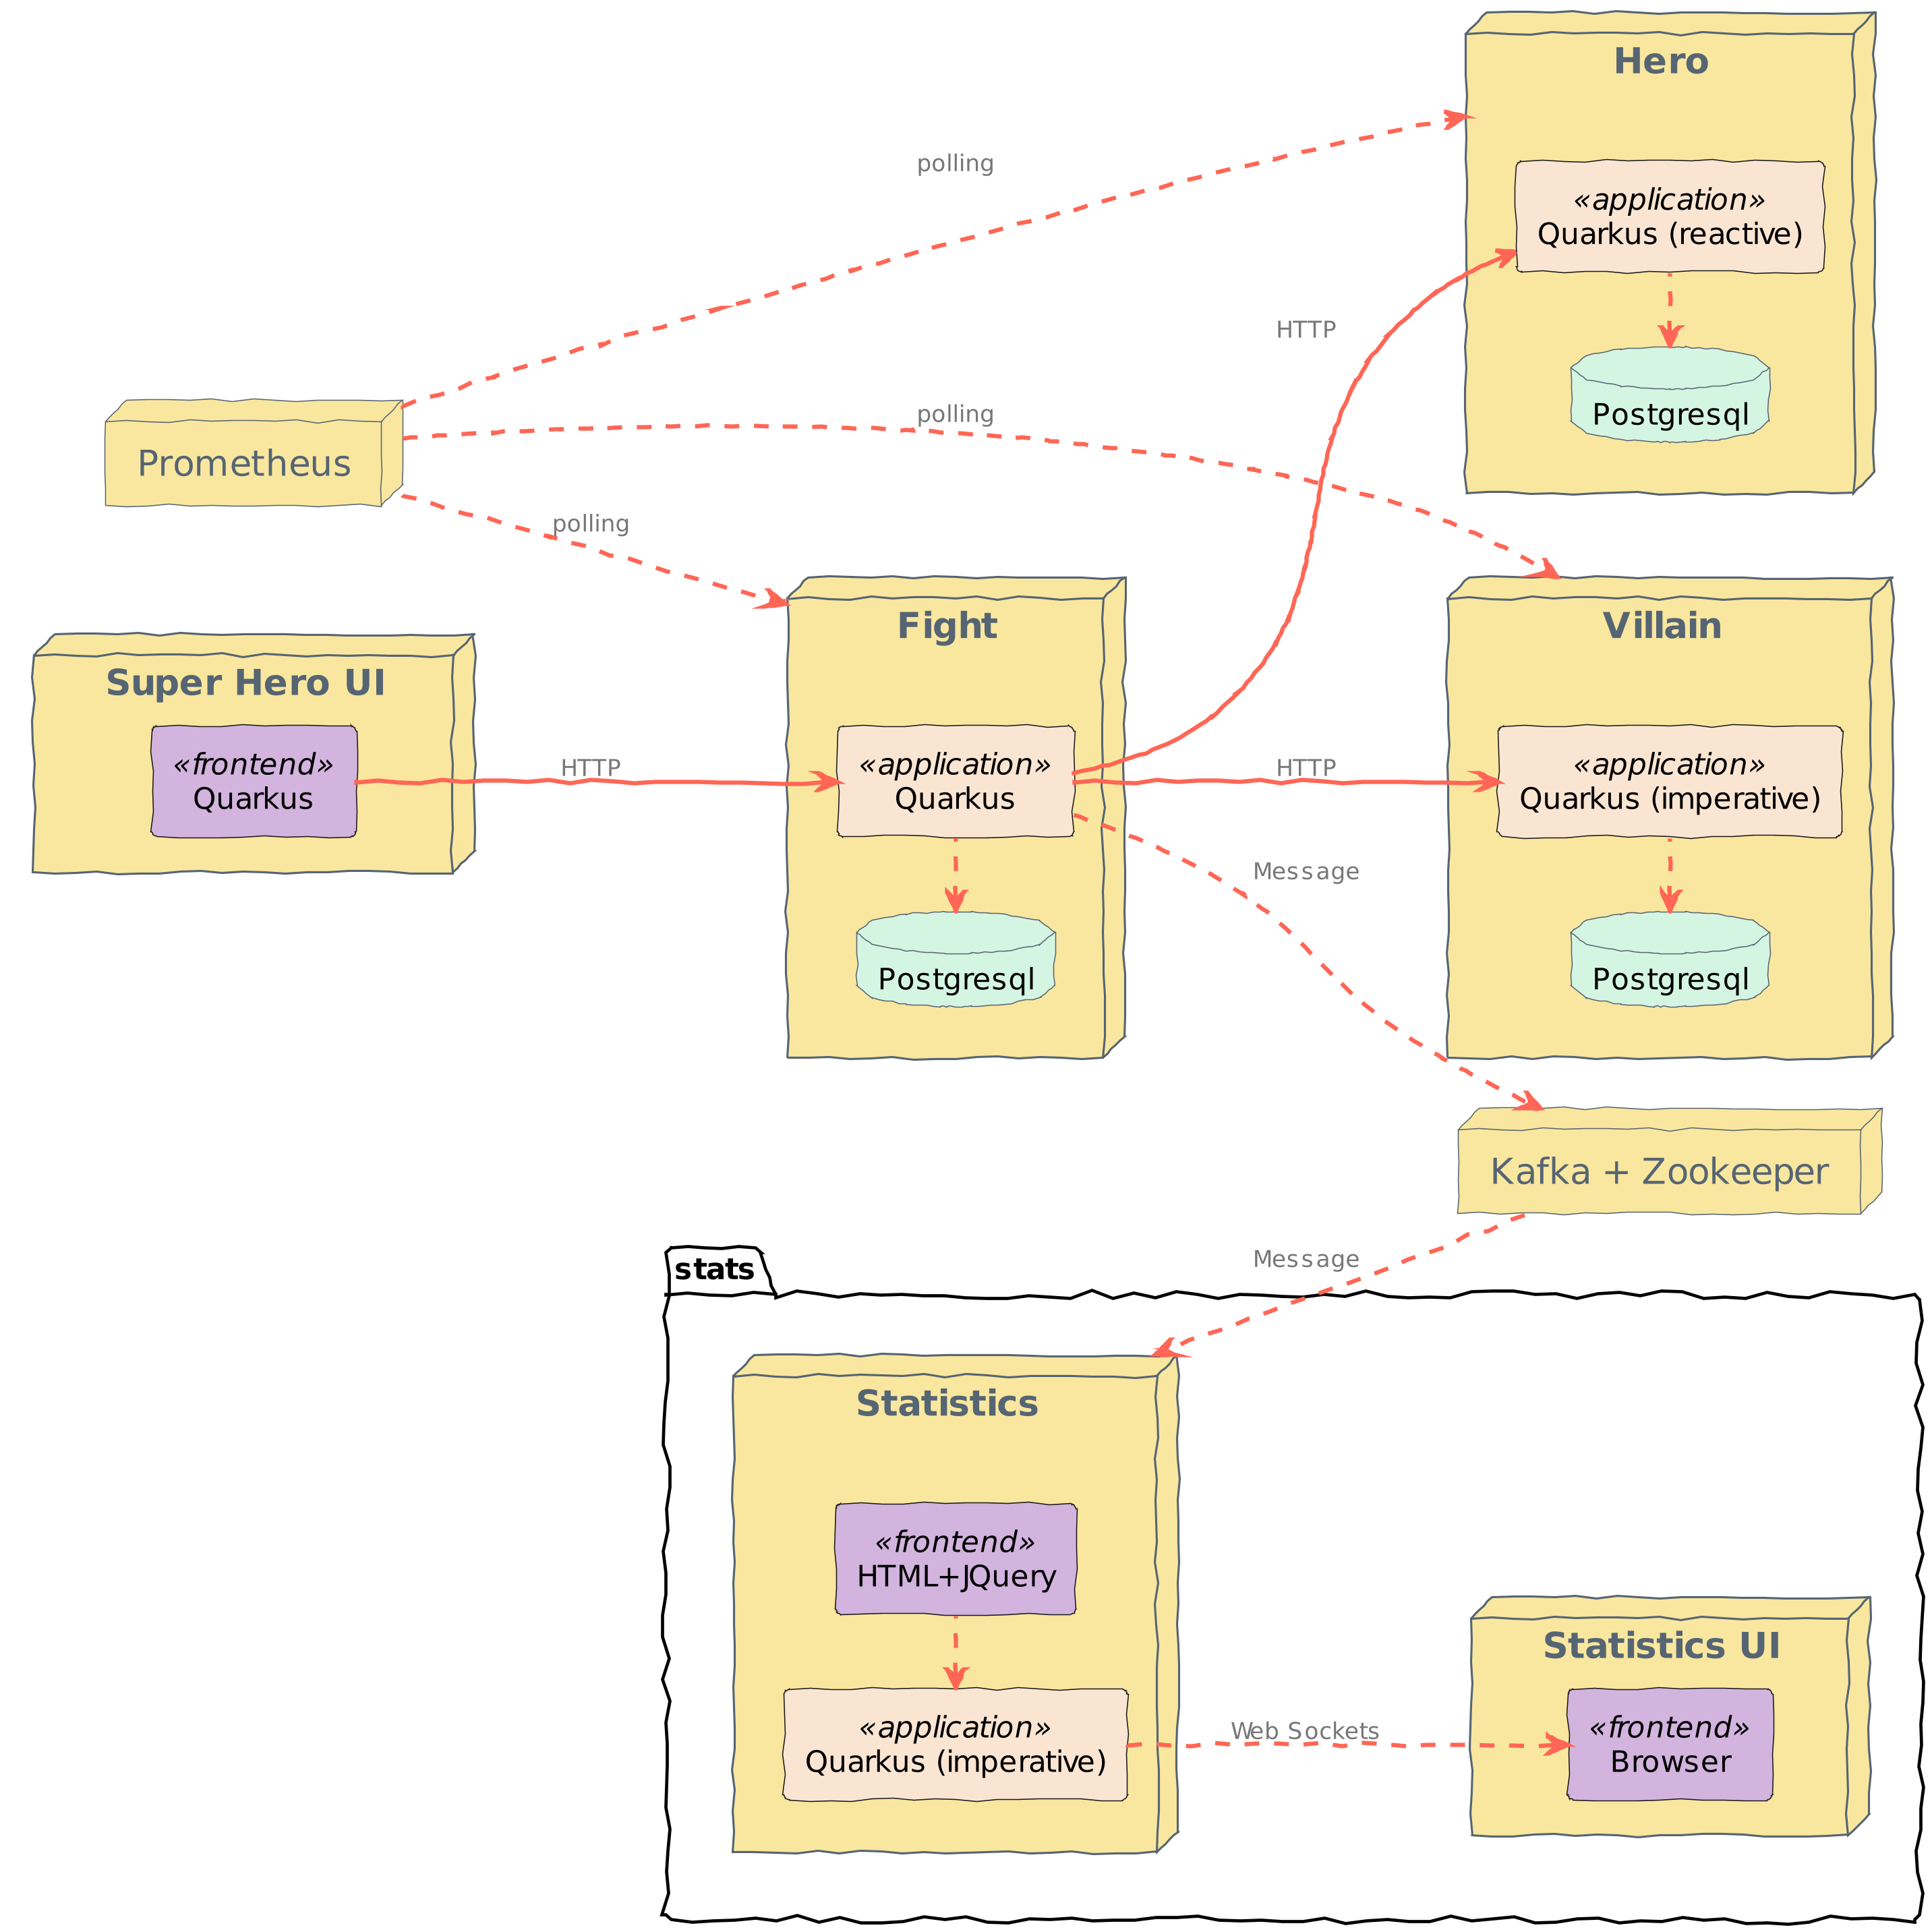 Hero
«application»
Quarkus (reactive)
Postgresql
polling
HTTP
polling
Prometheus
polling
Super Hero UI
«frontend»
Quarkus
HTTP
Fight
«application»
Quarkus
Postgresql
HTTP
Message
Villain
«application»
Quarkus (imperative)
Postgresql
Kafka + Zookeeper
Message
stats
Statistics
«frontend»
HTML+JQuery
«application»
Quarkus (imperative)
Web Sockets
Statistics UI
«frontend»
Browser